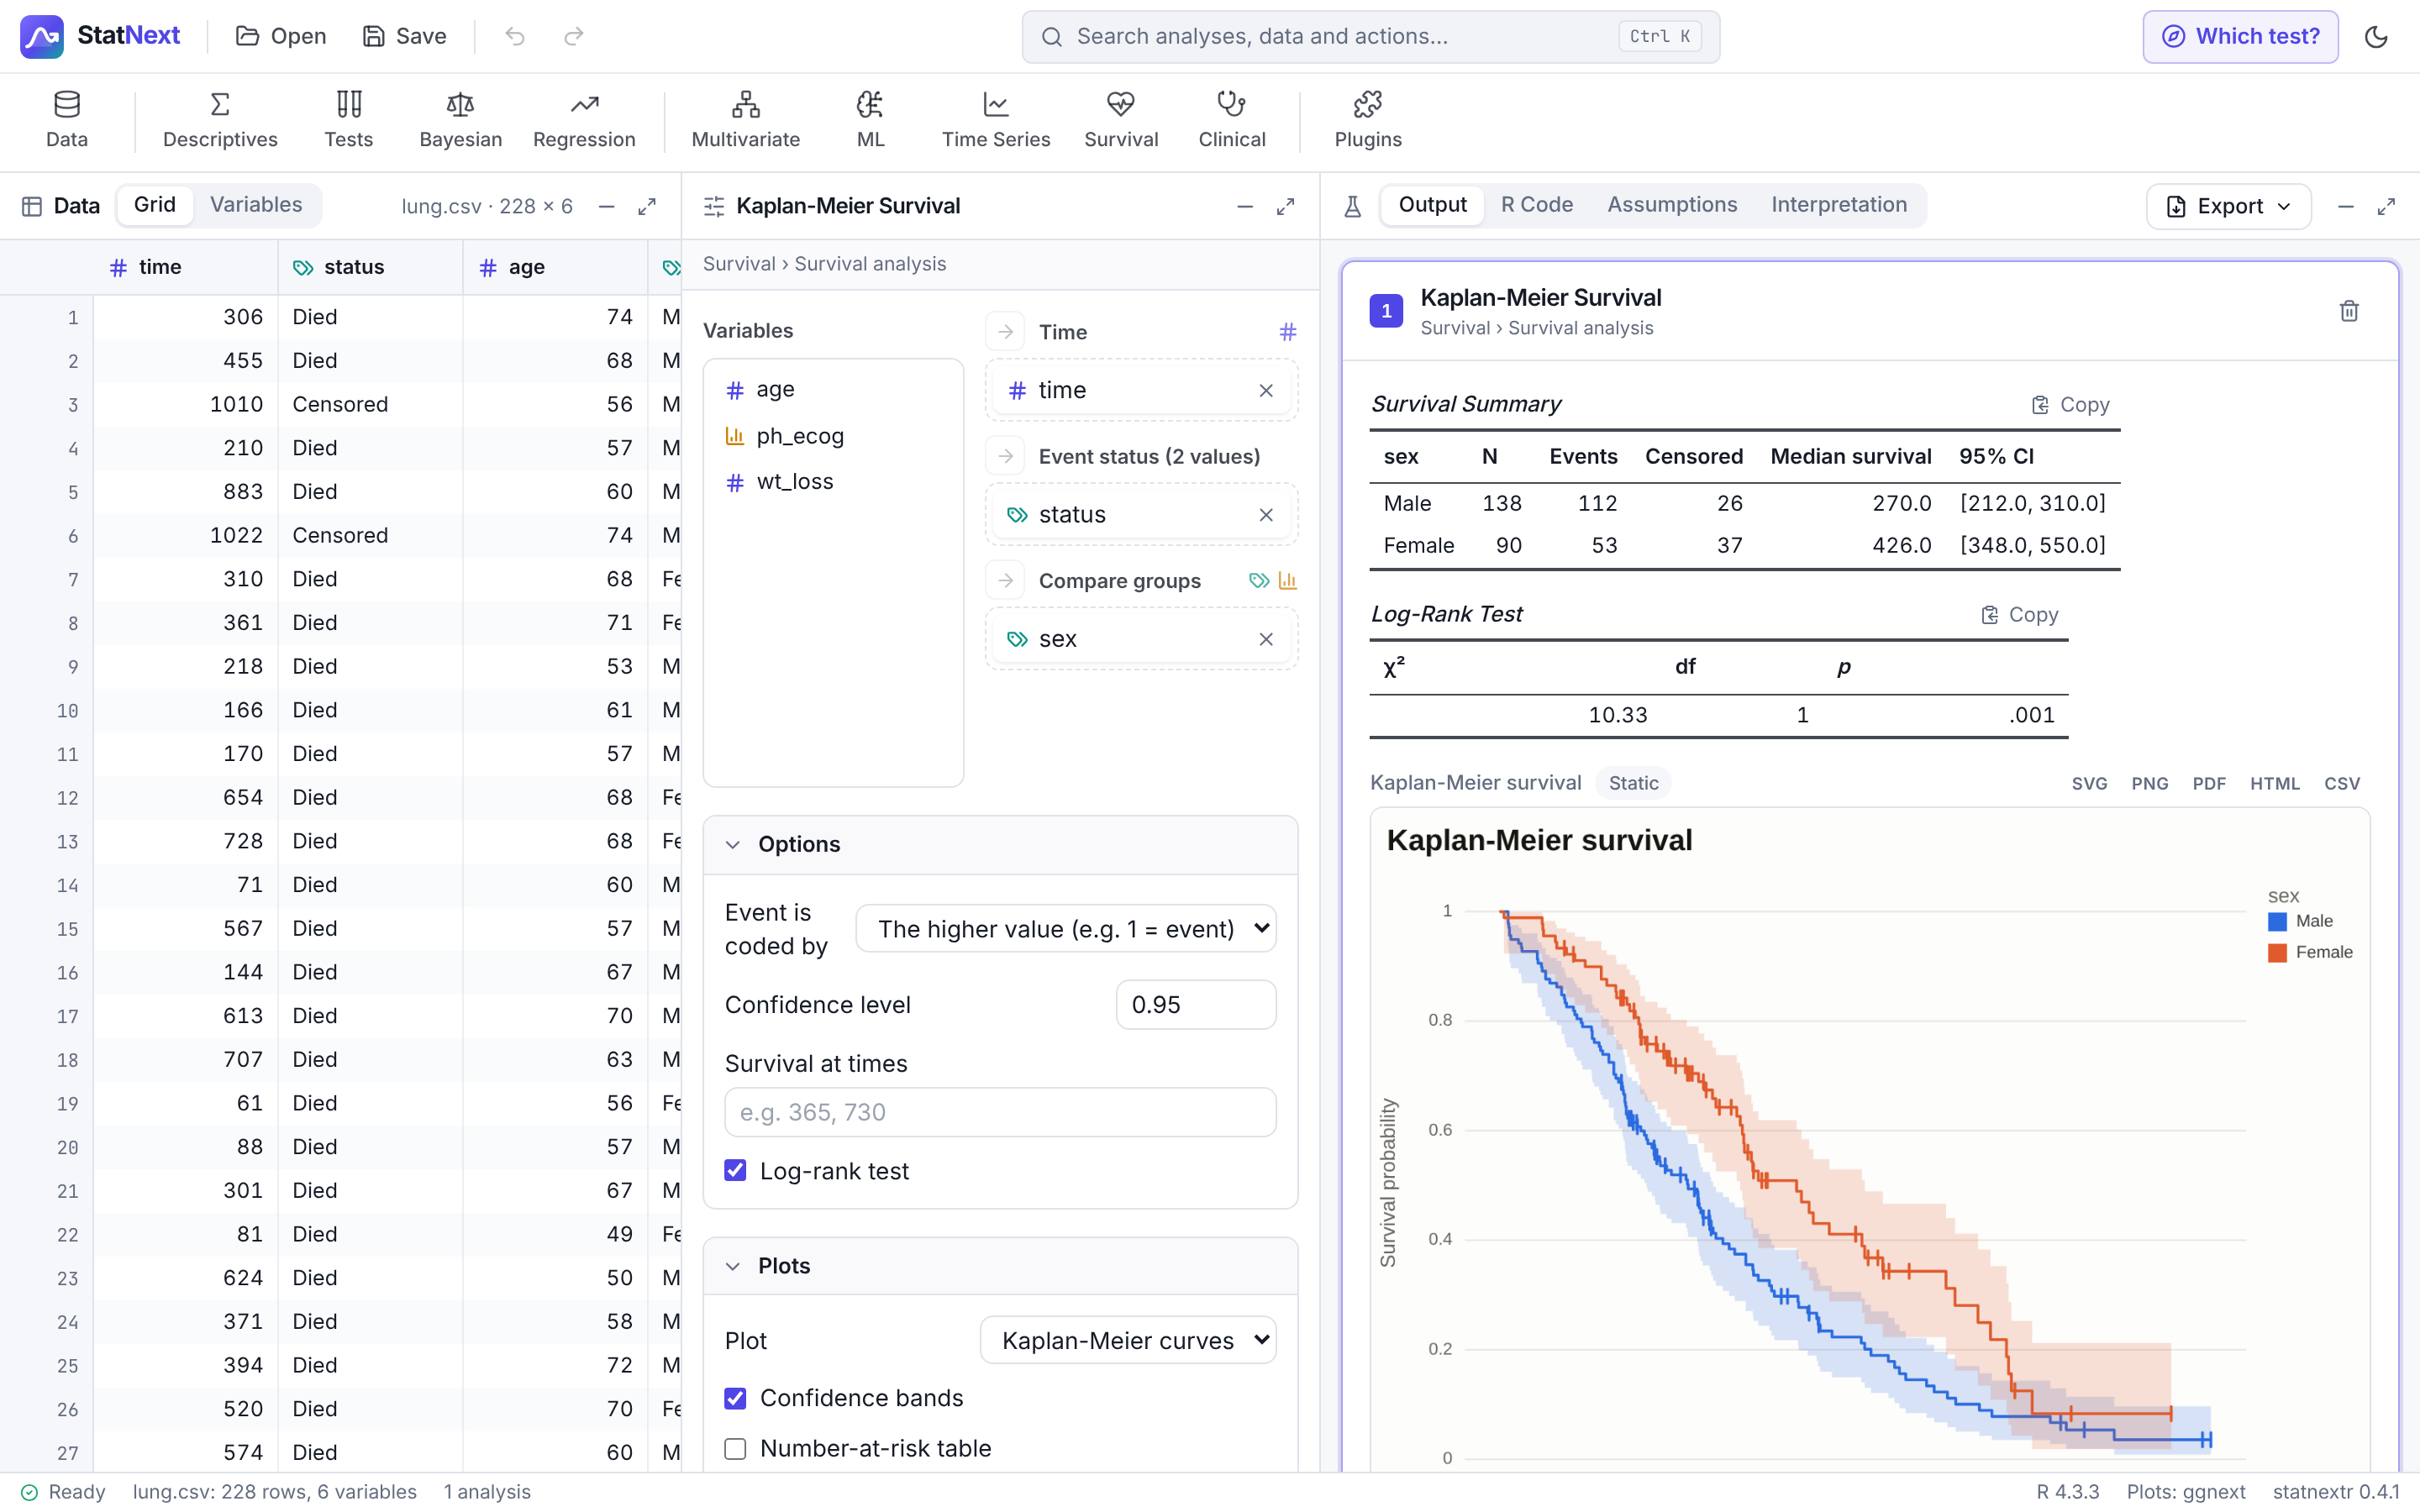 StatNext
Open
Save
Search analyses, data and actions...
Ctrl K
Which test?
Data
Descriptives
Tests
Bayesian
Regression
Multivariate
ML
Time Series
Survival
Clinical
Plugins
Data
Grid
Variables
lung.csv · 228 × 6
time status age
1 306 Died 74 M
2 455 Died 68 M
3 1010 Censored 56 M
4 210 Died 57 M
5 883 Died 60 M
6 1022 Censored 74 M
7 310 Died 68 Fe
8 361 Died 71 Fe
9 218 Died 53 M
10 166 Died 61 M
11 170 Died 57 M
12 654 Died 68 Fe
13 728 Died 68 Fe
14 71 Died 60 M
15 567 Died 57 M
16 144 Died 67 M
17 613 Died 70 M
18 707 Died 63 M
19 61 Died 56 Fe
20 88 Died 57 M
21 301 Died 67 M
22 81 Died 49 Fe
23 624 Died 50 M
24 371 Died 58 M
25 394 Died 72 M
26 520 Died 70 Fe
27 574 Died 60 M
Kaplan-Meier Survival
Survival › Survival analysis
Variables
age
ph_ecog
wt_loss
Time
time
Event status (2 values)
status
Compare groups
sex
Options
Event is
coded by
The higher value (e.g. 1 = event)
Confidence level
0.95
Survival at times
e.g. 365, 730
Log-rank test
Plots
Plot
Kaplan-Meier curves
Confidence bands
Number-at-risk table
Output
R Code
Assumptions
Interpretation
Export
1
Kaplan-Meier Survival
Survival › Survival analysis
Survival Summary
Copy
sex N Events Censored Median survival 95% CI
Male 138 112 26 270.0 [212.0, 310.0]
Female 90 53 37 426.0 [348.0, 550.0]
Log-Rank Test
Copy
χ² df p
10.33 1 .001
Kaplan-Meier survival
Static
SVG PNG PDF HTML CSV
Kaplan-Meier survival
sex
Male
Female
Survival probability
1
0.8
0.6
0.4
0.2
0
Ready
lung.csv: 228 rows, 6 variables
1 analysis
R 4.3.3
Plots: ggnext
statnextr 0.4.1